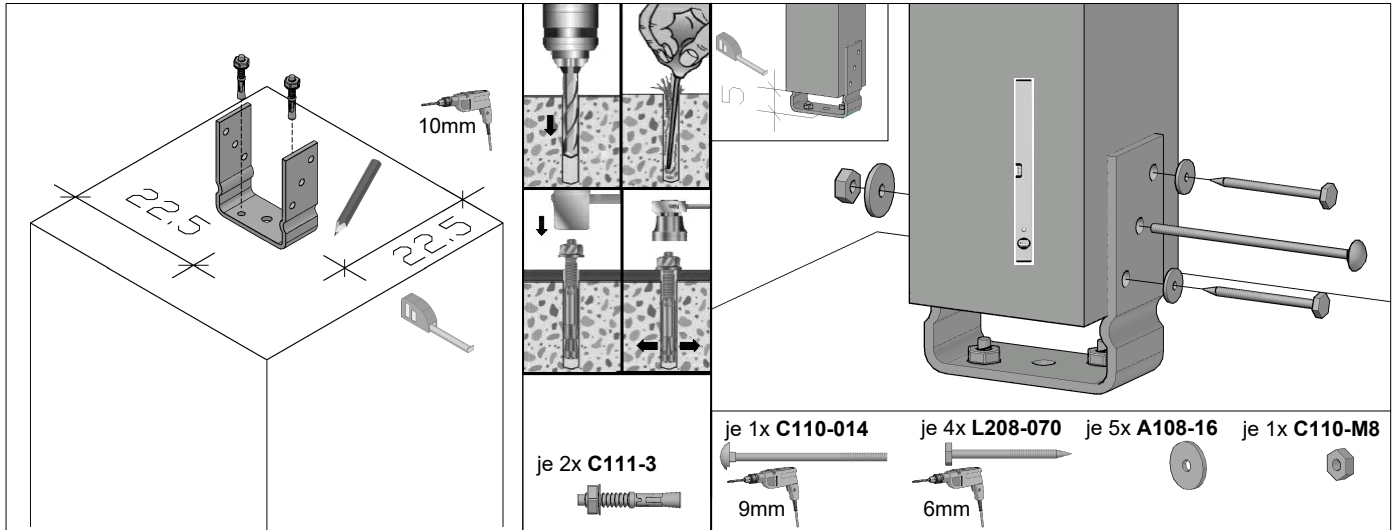 10mm
22.5
22.5
je 2x C111-3
5
je 1x C110-014
9mm
je 4x L208-070
6mm
je 5x A108-16
je 1x C110-M8